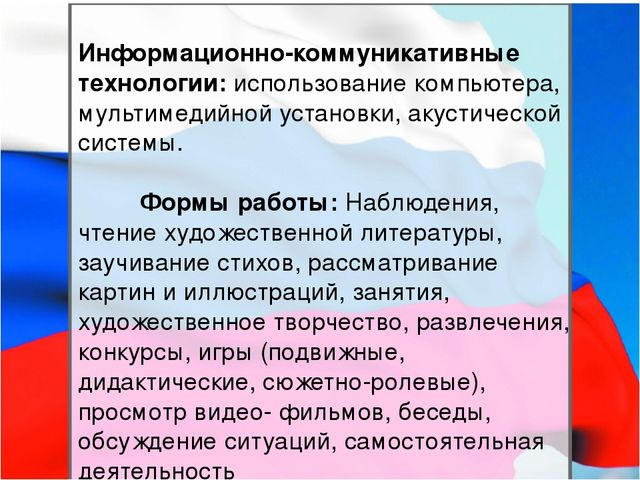 Информационно-коммуникативные
технологии: использование компьютера,
мультимедийной установки, акустической
системы.
Формы работы: Наблюдения,
чтение художественной литературы,
заучивание стихов, рассматривание
картин и иллюстраций, занятия,
художественное творчество, развлечения,
конкурсы, игры (подвижные,
дидактические, сюжетно-ролевые),
просмотр видео- фильмов, беседы,
обсуждение ситуаций, самостоятельная
деятельность